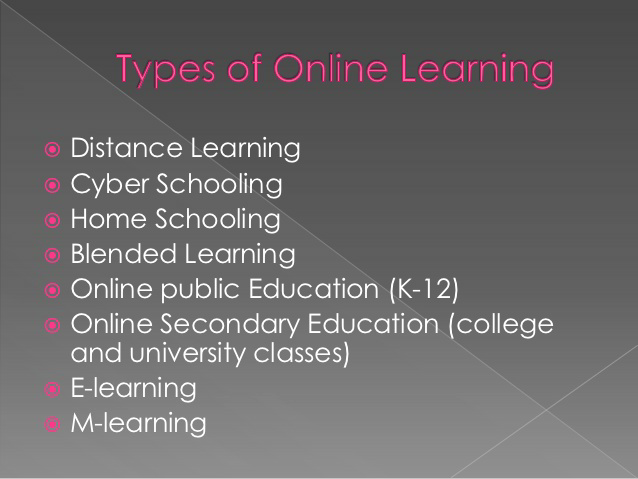 Types of Online Learning
Distance Learning
Cyber Schooling
Home Schooling
Blended Learning
Online public Education (K-12)
Online Secondary Education (college
and university classes)
E-learning
M-learning